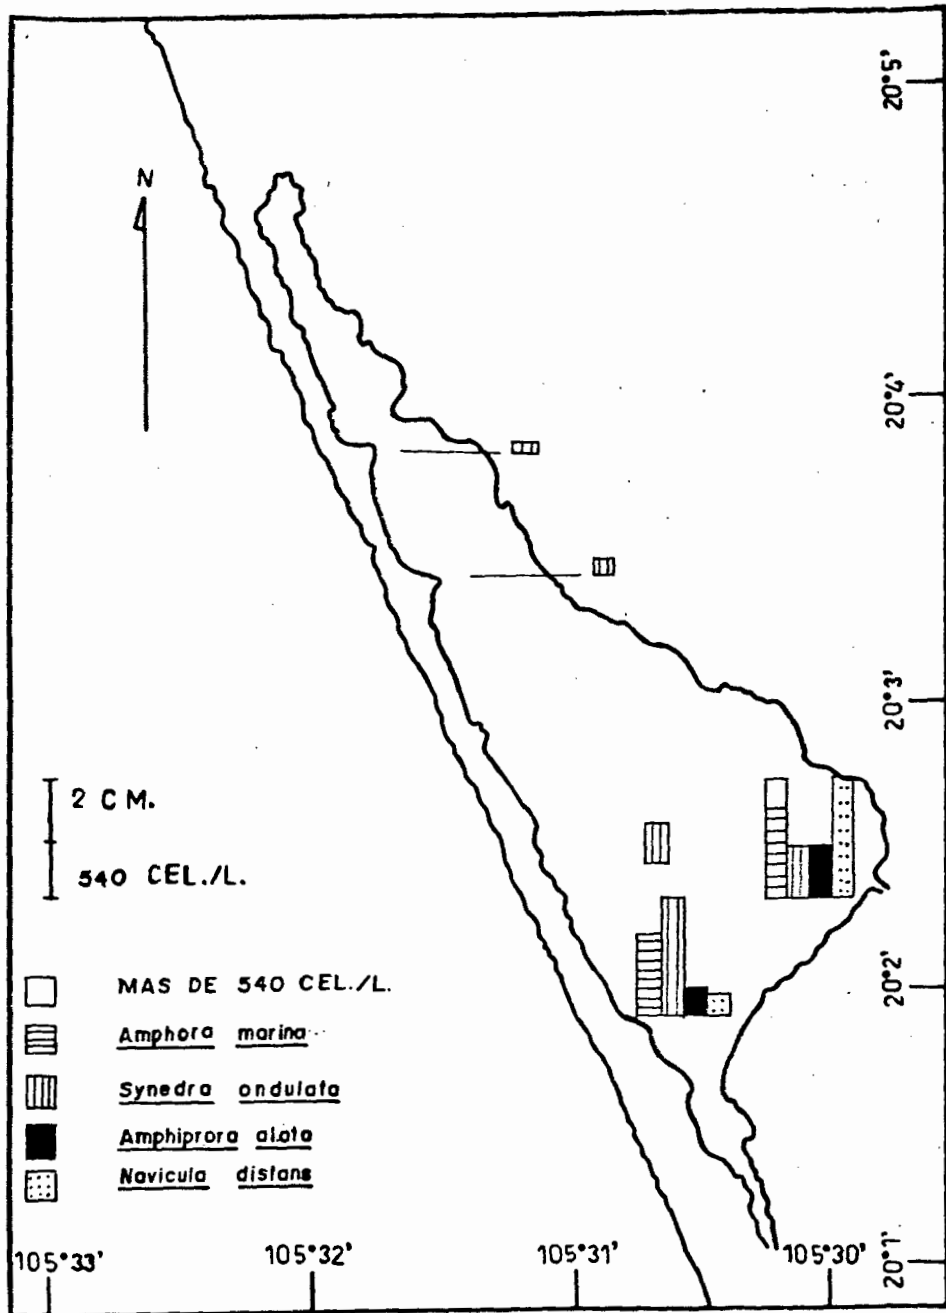 20°5'
N
20°4'
20°3'
2 CM.
540 CEL./L.
20°2'
MAS DE 540 CEL./L.
Amphora marina
Synedra ondulata
Amphiprora alata
Navicula distans
105°33'
105°32'
105°31'
105°30'
20°1'